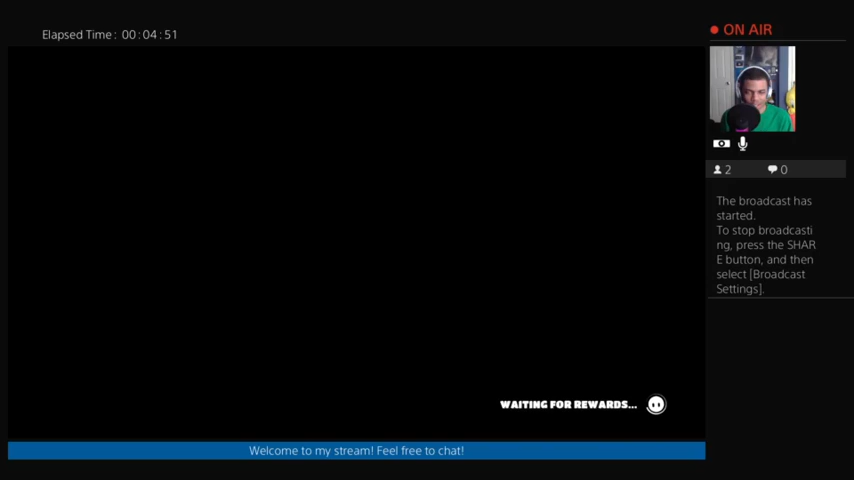 Elapsed Time: 00:04:51
ON AIR
2
0
The broadcast has
started.
To stop broadcasti
ng, press the SHAR
E button, and then
select [Broadcast
Settings].
WAITING FOR REWARDS...
Welcome to my stream! Feel free to chat!